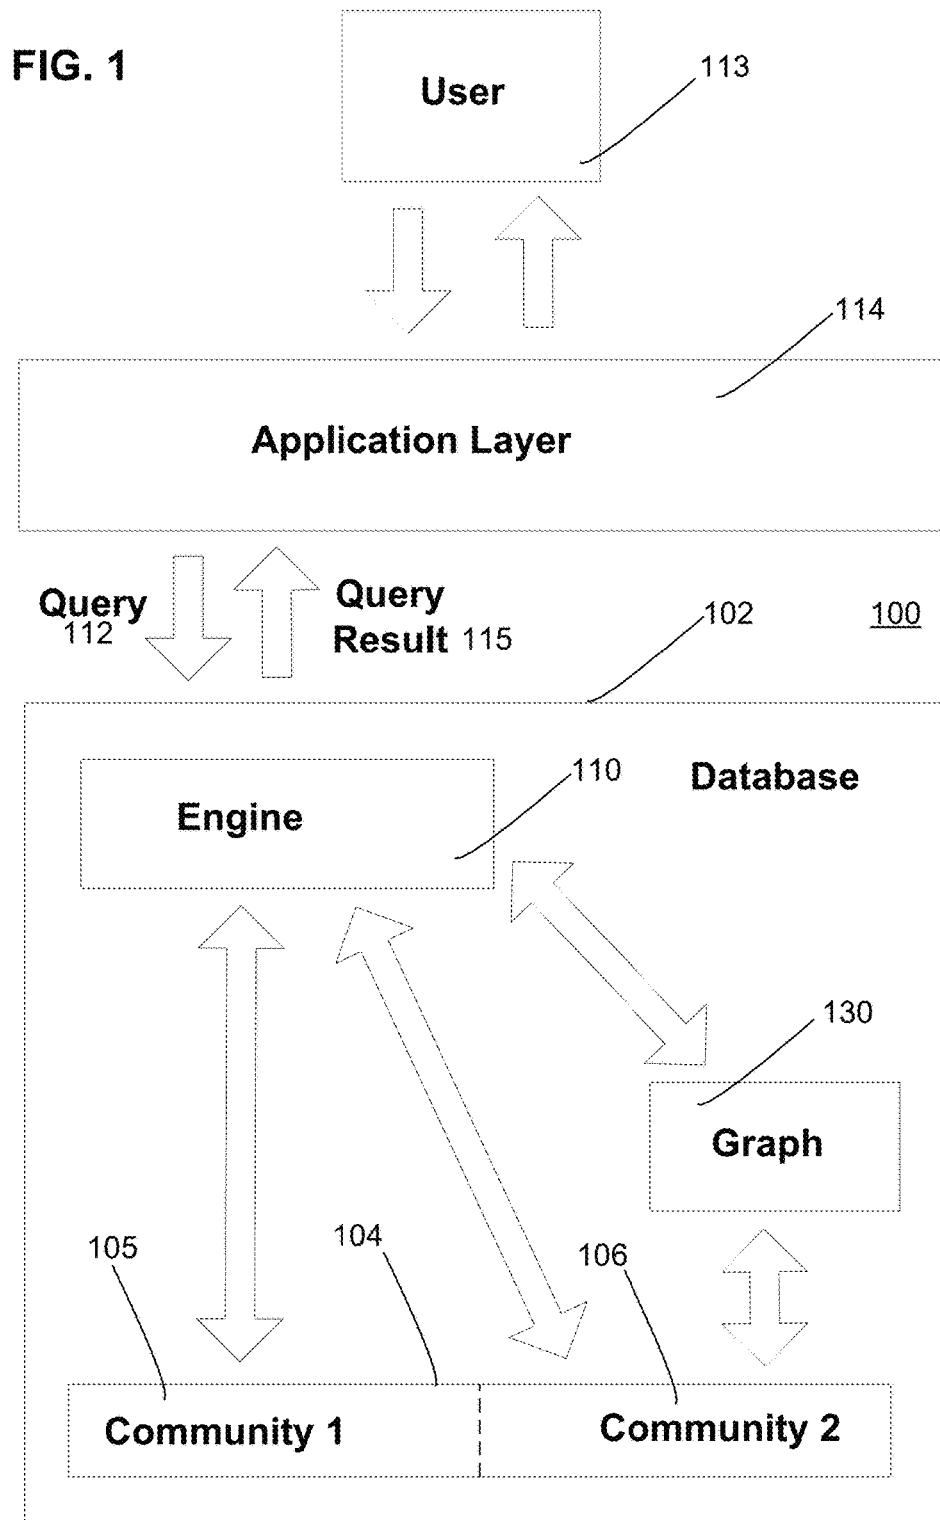 FIG. 1
User
113
114
Application Layer
Query
112
Query
Result 115
102
100
Database
110
Engine
130
Graph
105
104
106
Community 1
Community 2